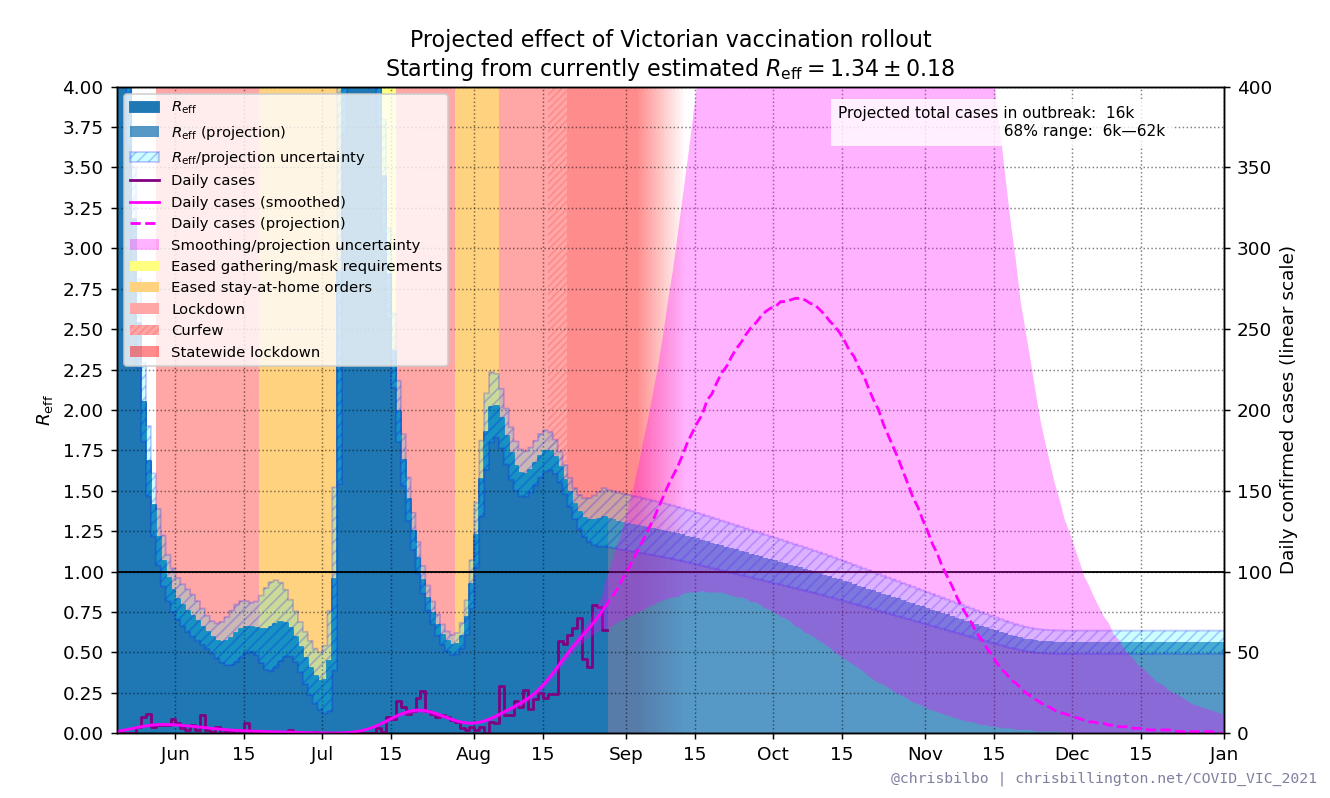 Projected effect of Victorian vaccination rollout
Starting from currently estimated R_eff = 1.34 ± 0.18
4.00
3.75
3.50
3.25
3.00
2.75
2.50
2.25
2.00
1.75
1.50
1.25
1.00
0.75
0.50
0.25
0.00
R_eff
R_eff
R_eff (projection)
R_eff/projection uncertainty
Daily cases
Daily cases (smoothed)
Daily cases (projection)
Smoothing/projection uncertainty
Eased gathering/mask requirements
Eased stay-at-home orders
Lockdown
Curfew
Statewide lockdown
Projected total cases in outbreak: 16k
68% range: 6k—62k
400
350
300
250
200
150
100
50
0
Daily confirmed cases (linear scale)
Jun 15 Jul 15 Aug 15 Sep 15 Oct 15 Nov 15 Dec 15 Jan
@chrisbilbo | chrisbillington.net/COVID_VIC_2021